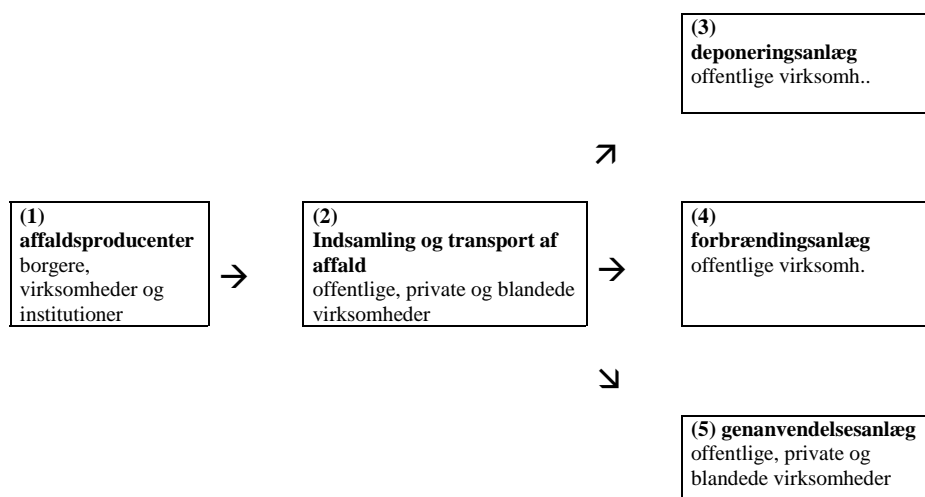 (3)
deponeringsanlæg
offentlige virksomh..
(1)
affaldsproducenter
borgere,
virksomheder og
institutioner
(2)
Indsamling og transport af
affald
offentlige, private og blandede
virksomheder
(4)
forbrændingsanlæg
offentlige virksomh.
(5) genanvendelsesanlæg
offentlige, private og
blandede virksomheder